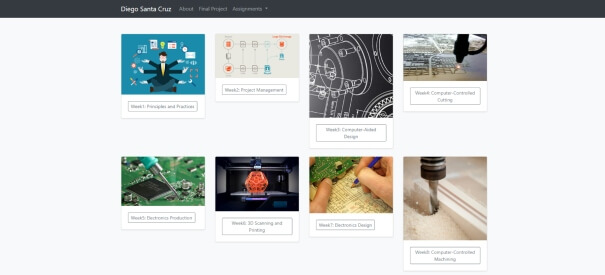 Diego Santa Cruz About Final Project Assignments
Week1: Principles and Practices
Week2: Project Management
Week3: Computer-Aided
Design
Week4: Computer-Controlled
Cutting
Week5: Electronics Production
Week6: 3D Scanning and
Printing
Week7: Electronics Design
Week8: Computer-Controlled
Machining